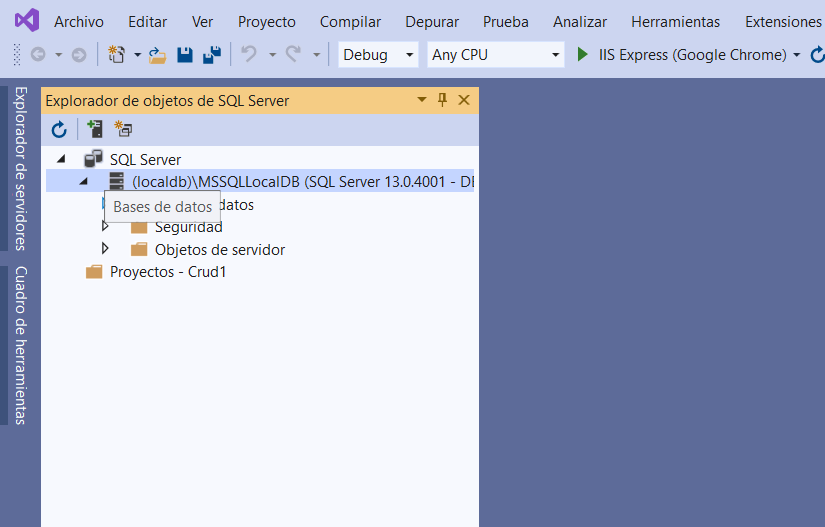 Archivo Editar Ver Proyecto Compilar Depurar Prueba Analizar Herramientas Extensiones
Debug Any CPU IIS Express (Google Chrome)
Explorador de servidores
Cuadro de herramientas
Explorador de objetos de SQL Server
SQL Server
(localdb)\MSSQLLocalDB (SQL Server 13.0.4001 - DE
Bases de datos datos
Seguridad
Objetos de servidor
Proyectos - Crud1